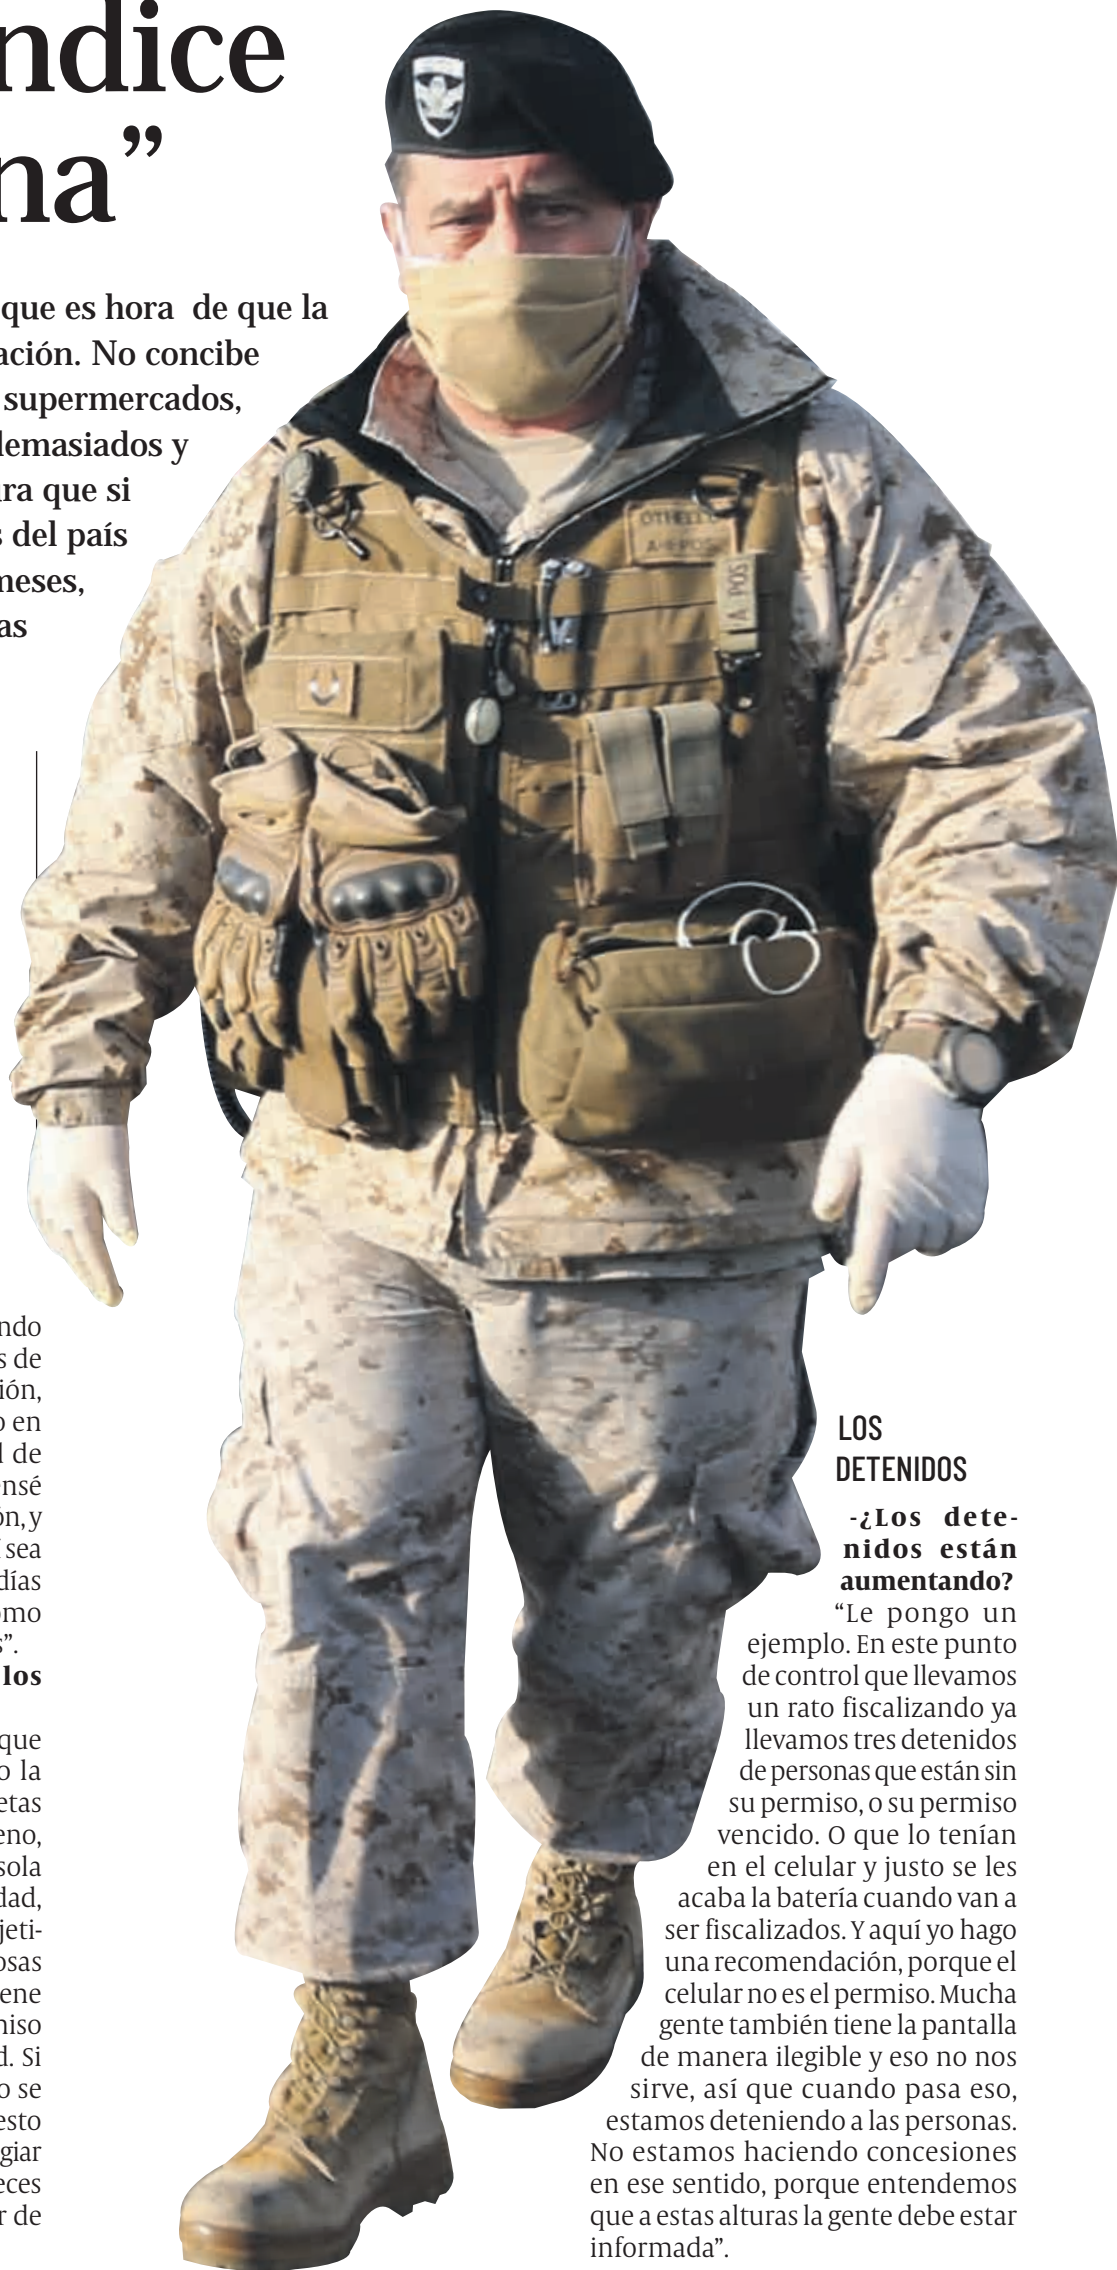 ndice
na”
que es hora de que la
ación. No concibe
supermercados,
demasiados y
ura que si
s del país
meses,
as
ndo
s de
ión,
o en
l de
ensé
ón, y
sea
días
omo
s”.
los
que
o la
etas
eno,
sola
dad,
jeti-
osas
ene
miso
d. Si
o se
esto
giar
eces
r de
LOS
DETENIDOS
-¿Los dete-
nidos están
aumentando?
“Le pongo un
ejemplo. En este punto
de control que llevamos
un rato fiscalizando ya
llevamos tres detenidos
de personas que están sin
su permiso, o su permiso
vencido. O que lo tenían
en el celular y justo se les
acaba la batería cuando van a
ser fiscalizados. Y aquí yo hago
una recomendación, porque el
celular no es el permiso. Mucha
gente también tiene la pantalla
de manera ilegible y eso no nos
sirve, así que cuando pasa eso,
estamos deteniendo a las personas.
No estamos haciendo concesiones
en ese sentido, porque entendemos
que a estas alturas la gente debe estar
informada”.
A POS